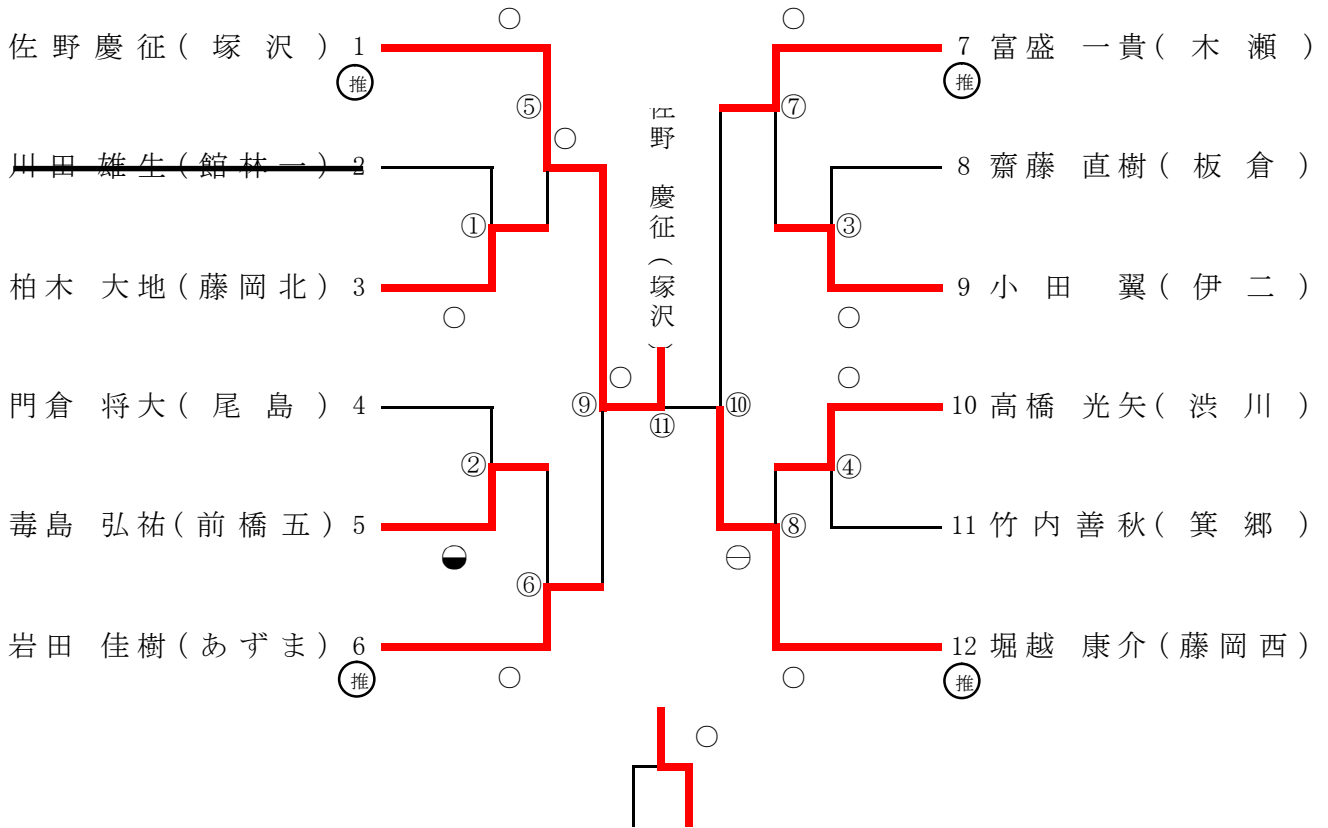 佐野慶征(塚沢) 1
推
川田雄生(館林一) 2
柏木 大地(藤岡北) 3
門倉 将大(尾島) 4
毒島 弘祐(前橋五) 5
岩田 佳樹(あずま) 6
推
①
②
⑤
⑥
⑨
佐野 慶征(塚沢)
⑪
⑩
⑦
⑧
③
④
7 富盛 一貴(木瀬)
推
8 齋藤 直樹(板倉)
9 小田 翼(伊二)
10 高橋 光矢(渋川)
11 竹内善秋(箕郷)
12 堀越 康介(藤岡西)
推